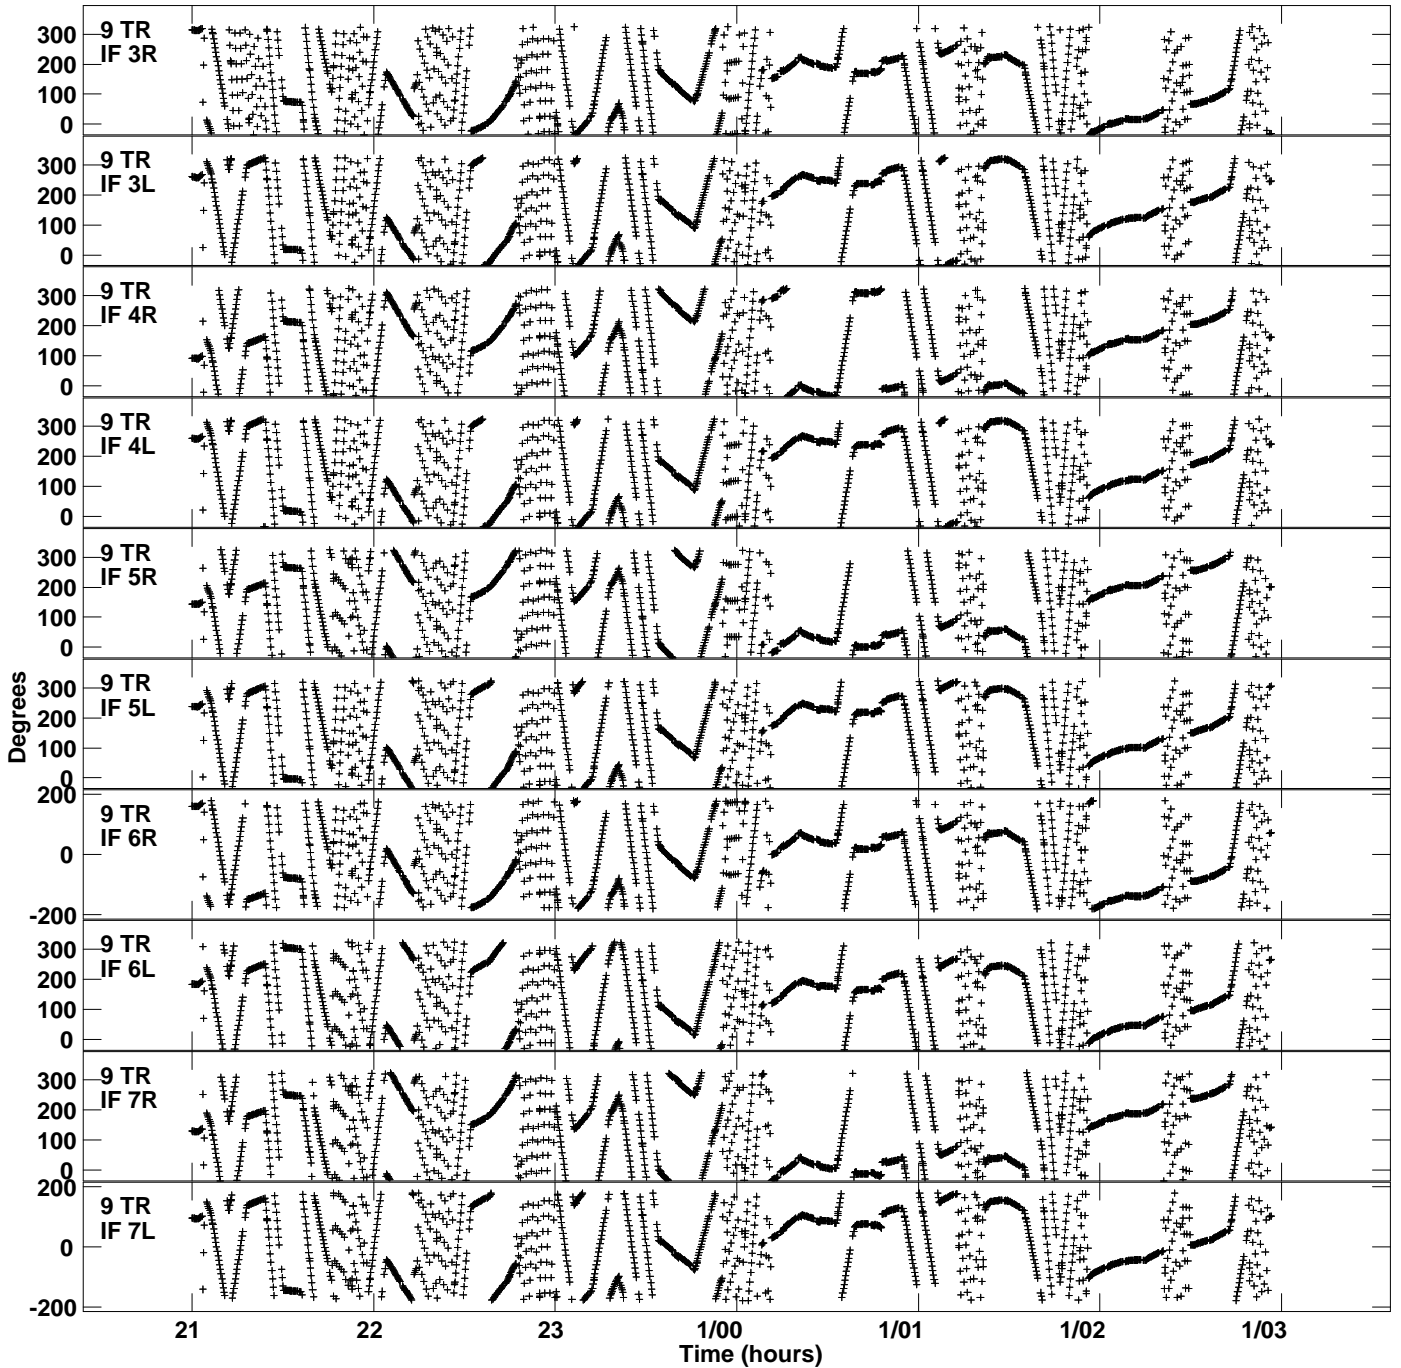 9 TR
IF 3R
300
200
100
0
9 TR
IF 3L
300
200
100
0
9 TR
IF 4R
300
200
100
0
9 TR
IF 4L
300
200
100
0
9 TR
IF 5R
300
200
100
0
9 TR
IF 5L
300
200
100
0
Degrees
200
9 TR
IF 6R
0
-200
9 TR
IF 6L
300
200
100
0
9 TR
IF 7R
300
200
100
0
200
9 TR
IF 7L
0
-200
21 22 23 1/00 1/01 1/02 1/03
Time (hours)